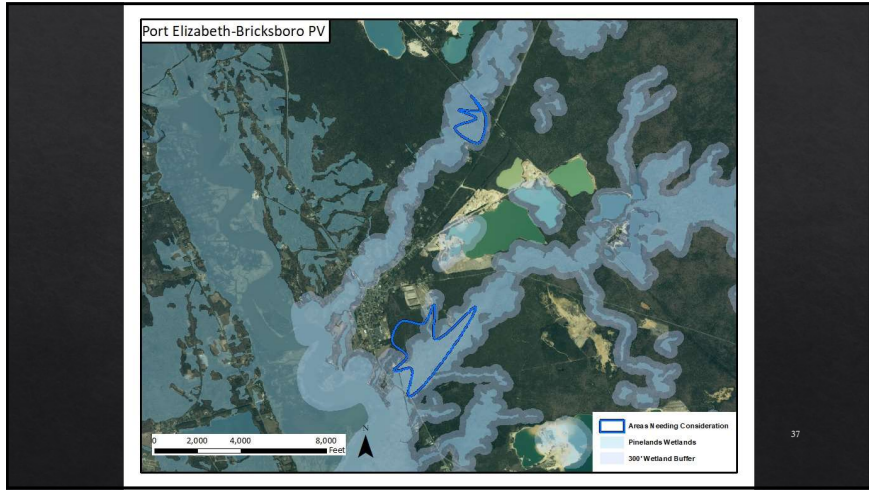 Port Elizabeth-Bricksboro PV
N
0 2,000 4,000 8,000
Feet
Areas Needing Consideration
Pinelands Wetlands
300' Wetland Buffer
37